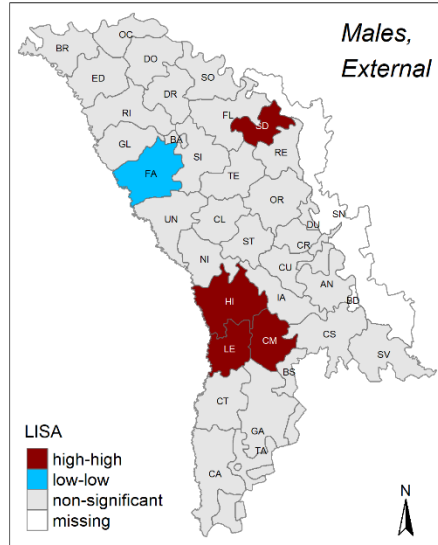 Males,
External
OC
BR
DO
ED
SO
DR
RI
FL
SD
GL
BA
SI
RE
FA
TE
OR
UN
CL
SN
DU
ST
CR
NI
CU
AN
HI
IA
BD
CM
CS
LE
SV
BS
CT
GA
TA
CA
LISA
high-high
low-low
non-significant
missing
N